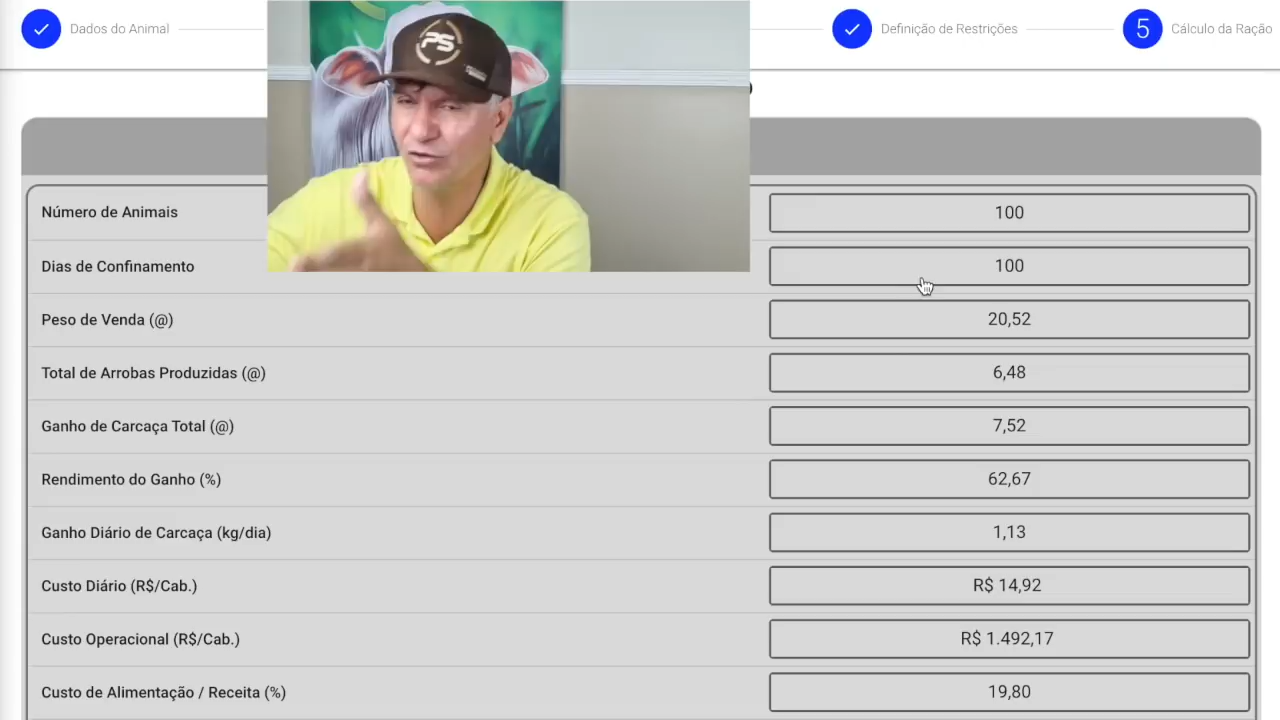 Dados do Animal
Definição de Restrições
5 Cálculo da Ração
PS
Número de Animais 100
Dias de Confinamento 100
Peso de Venda (@) 20,52
Total de Arrobas Produzidas (@) 6,48
Ganho de Carcaça Total (@) 7,52
Rendimento do Ganho (%) 62,67
Ganho Diário de Carcaça (kg/dia) 1,13
Custo Diário (R$/Cab.) R$ 14,92
Custo Operacional (R$/Cab.) R$ 1.492,17
Custo de Alimentação / Receita (%) 19,80